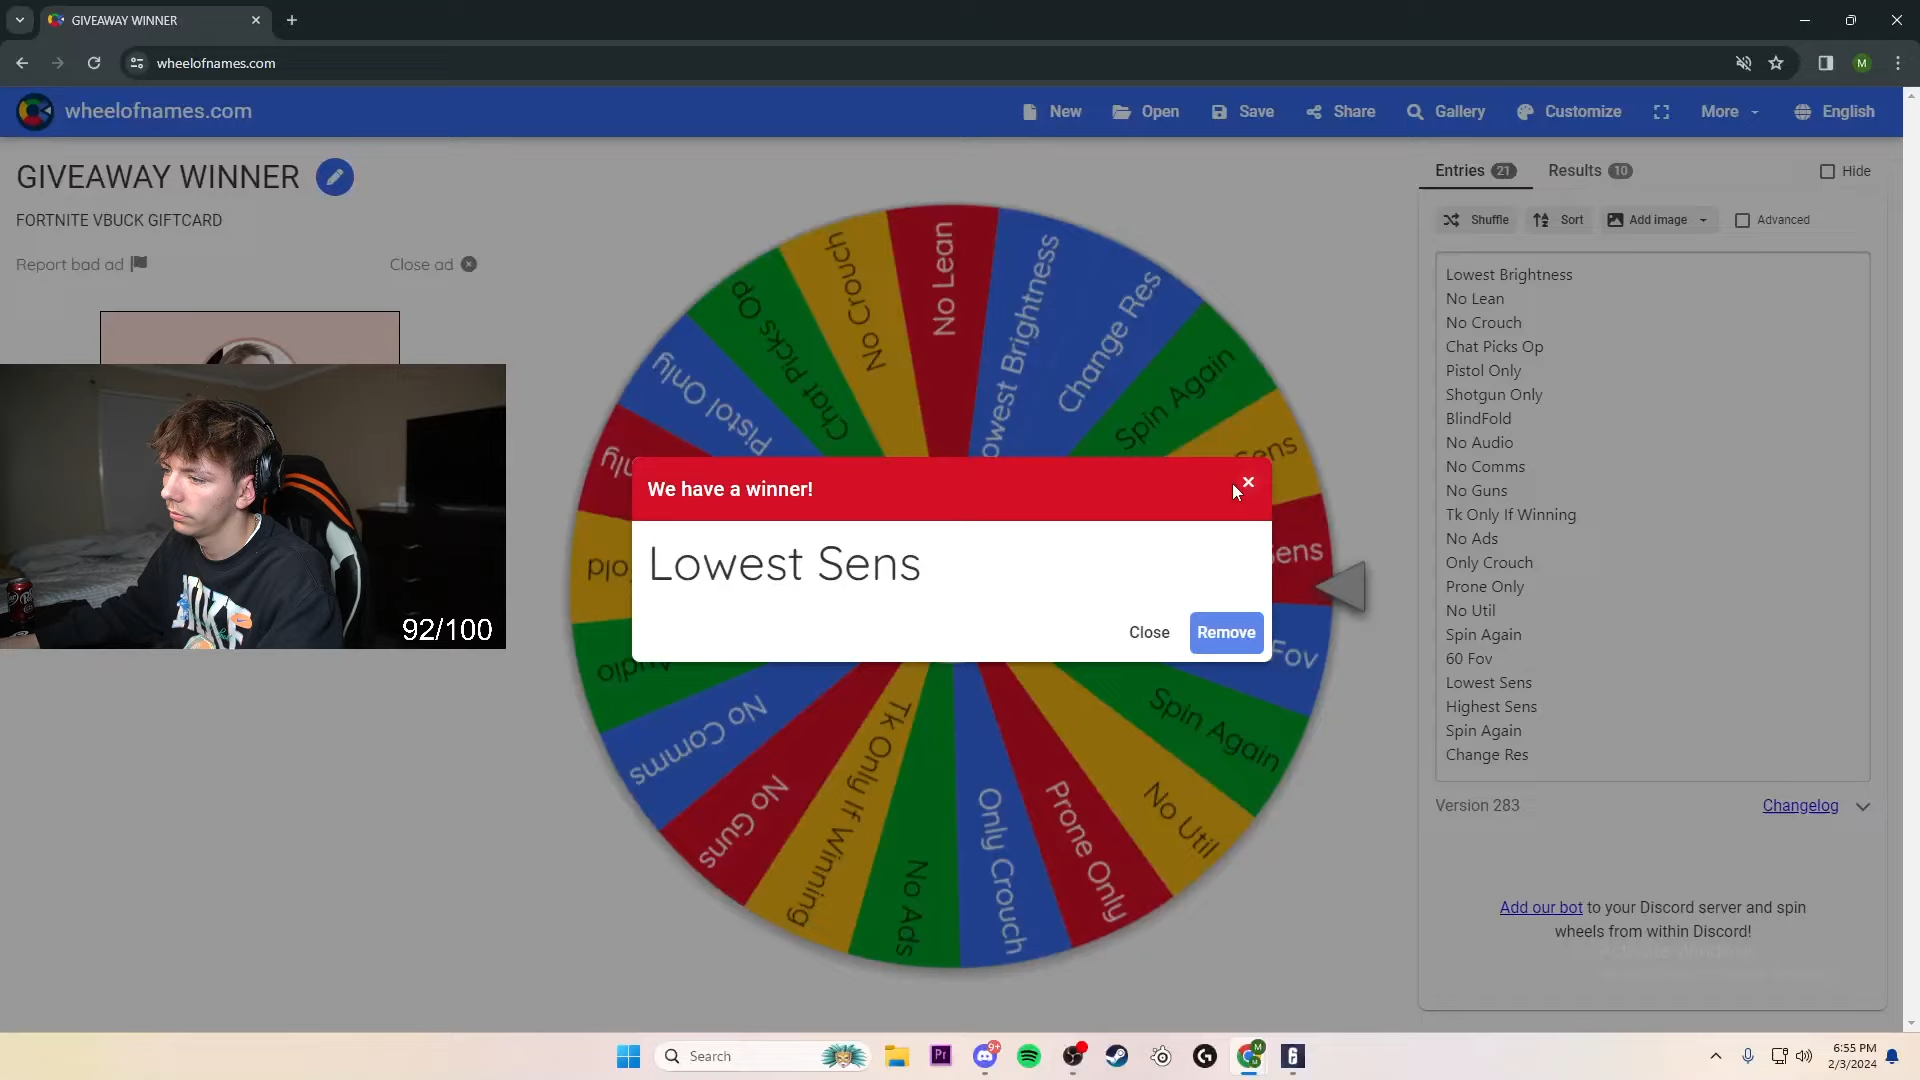 GIVEAWAY WINNER
wheelofnames.com
M
wheelofnames.com
New
Open
Save
Share
Gallery
Customize
More
English
GIVEAWAY WINNER
FORTNITE VBUCK GIFTCARD
Report bad ad
Close ad
92/100
No Lean
Lowest Brightness
Change Res
Spin Again
Sens
Sens
Fov
Spin Again
No Util
Prone Only
Only Crouch
No Ads
Tk Only If Winning
No Guns
No Comms
Audio
Pistol Only
Chat Picks Op
No Crouch
We have a winner!
Lowest Sens
Close
Remove
Entries 21
Results 10
Hide
Shuffle
Sort
Add image
Advanced
Lowest Brightness
No Lean
No Crouch
Chat Picks Op
Pistol Only
Shotgun Only
BlindFold
No Audio
No Comms
No Guns
Tk Only If Winning
No Ads
Only Crouch
Prone Only
No Util
Spin Again
60 Fov
Lowest Sens
Highest Sens
Spin Again
Change Res
Version 283
Changelog
Add our bot to your Discord server and spin
wheels from within Discord!
Search
Pr
9+
6:55 PM
2/3/2024